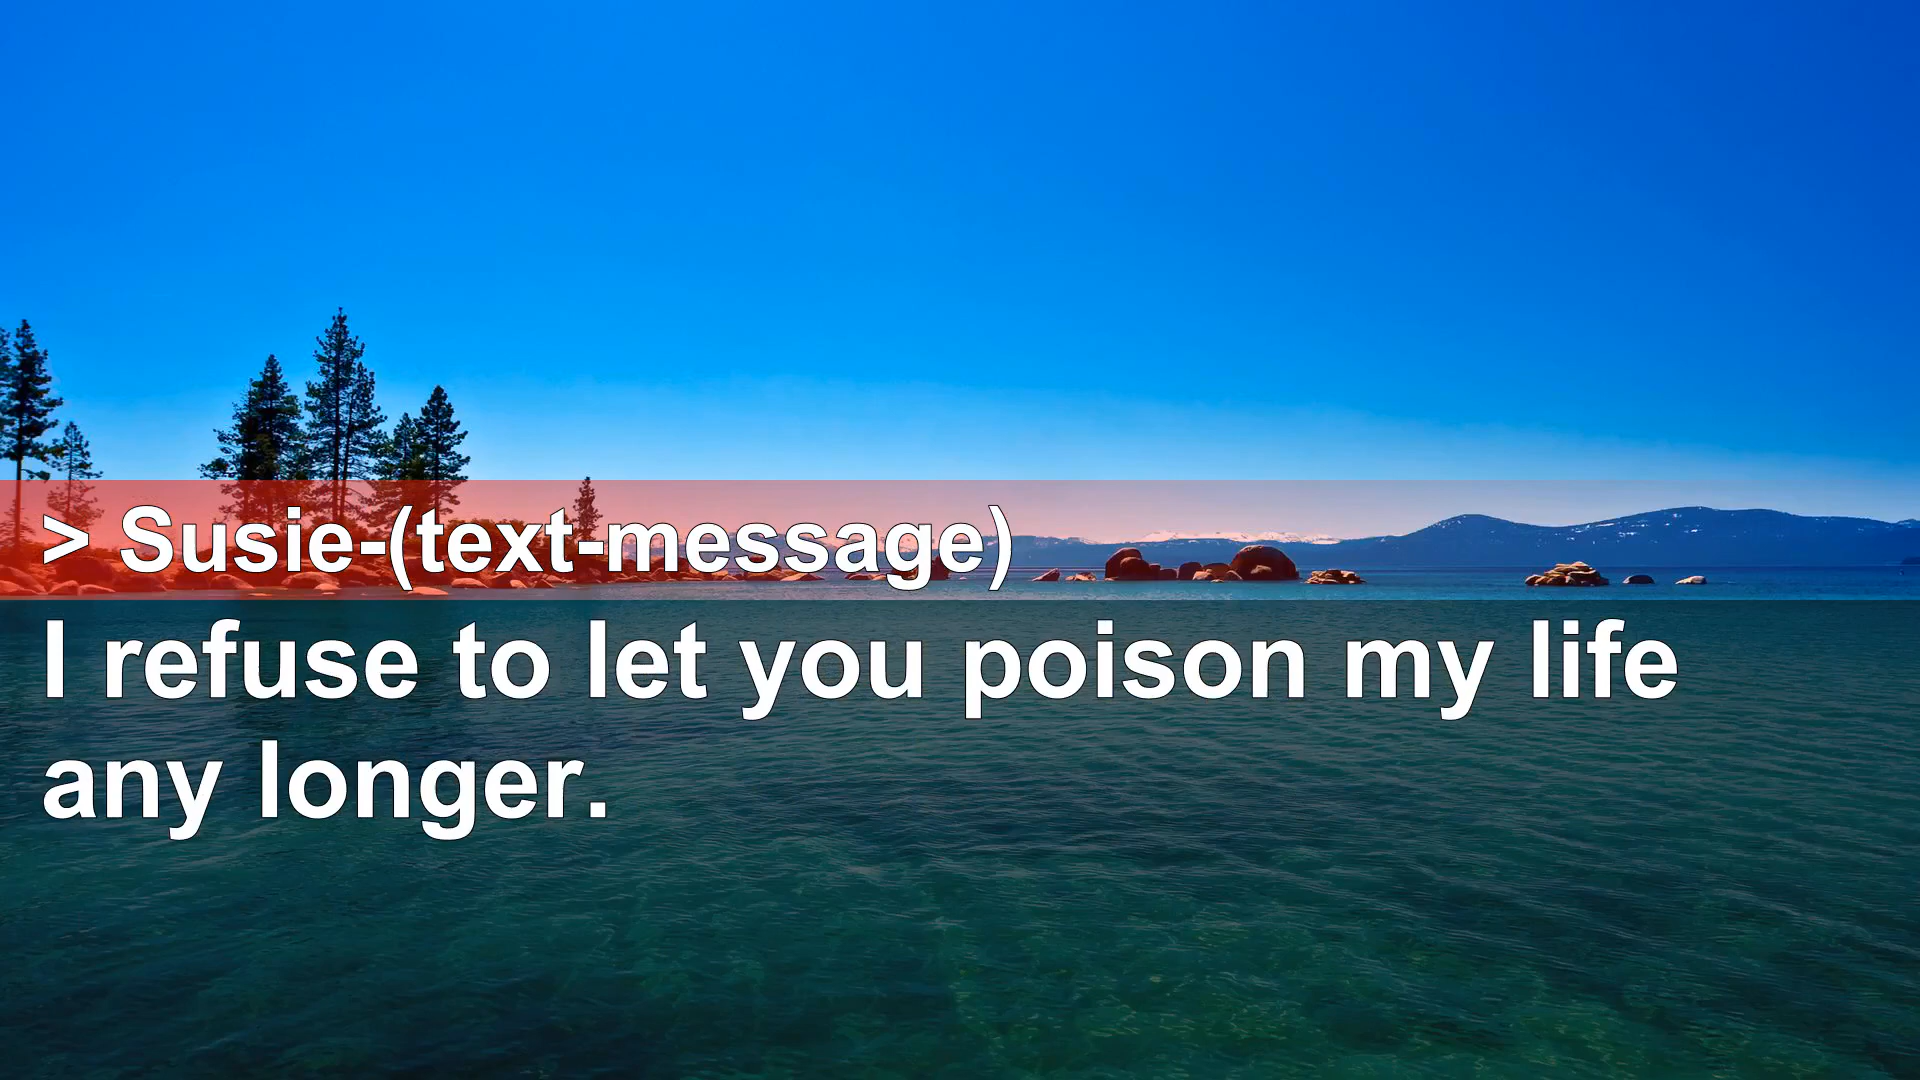 > Susie-(text-message)
I refuse to let you poison my life
any longer.